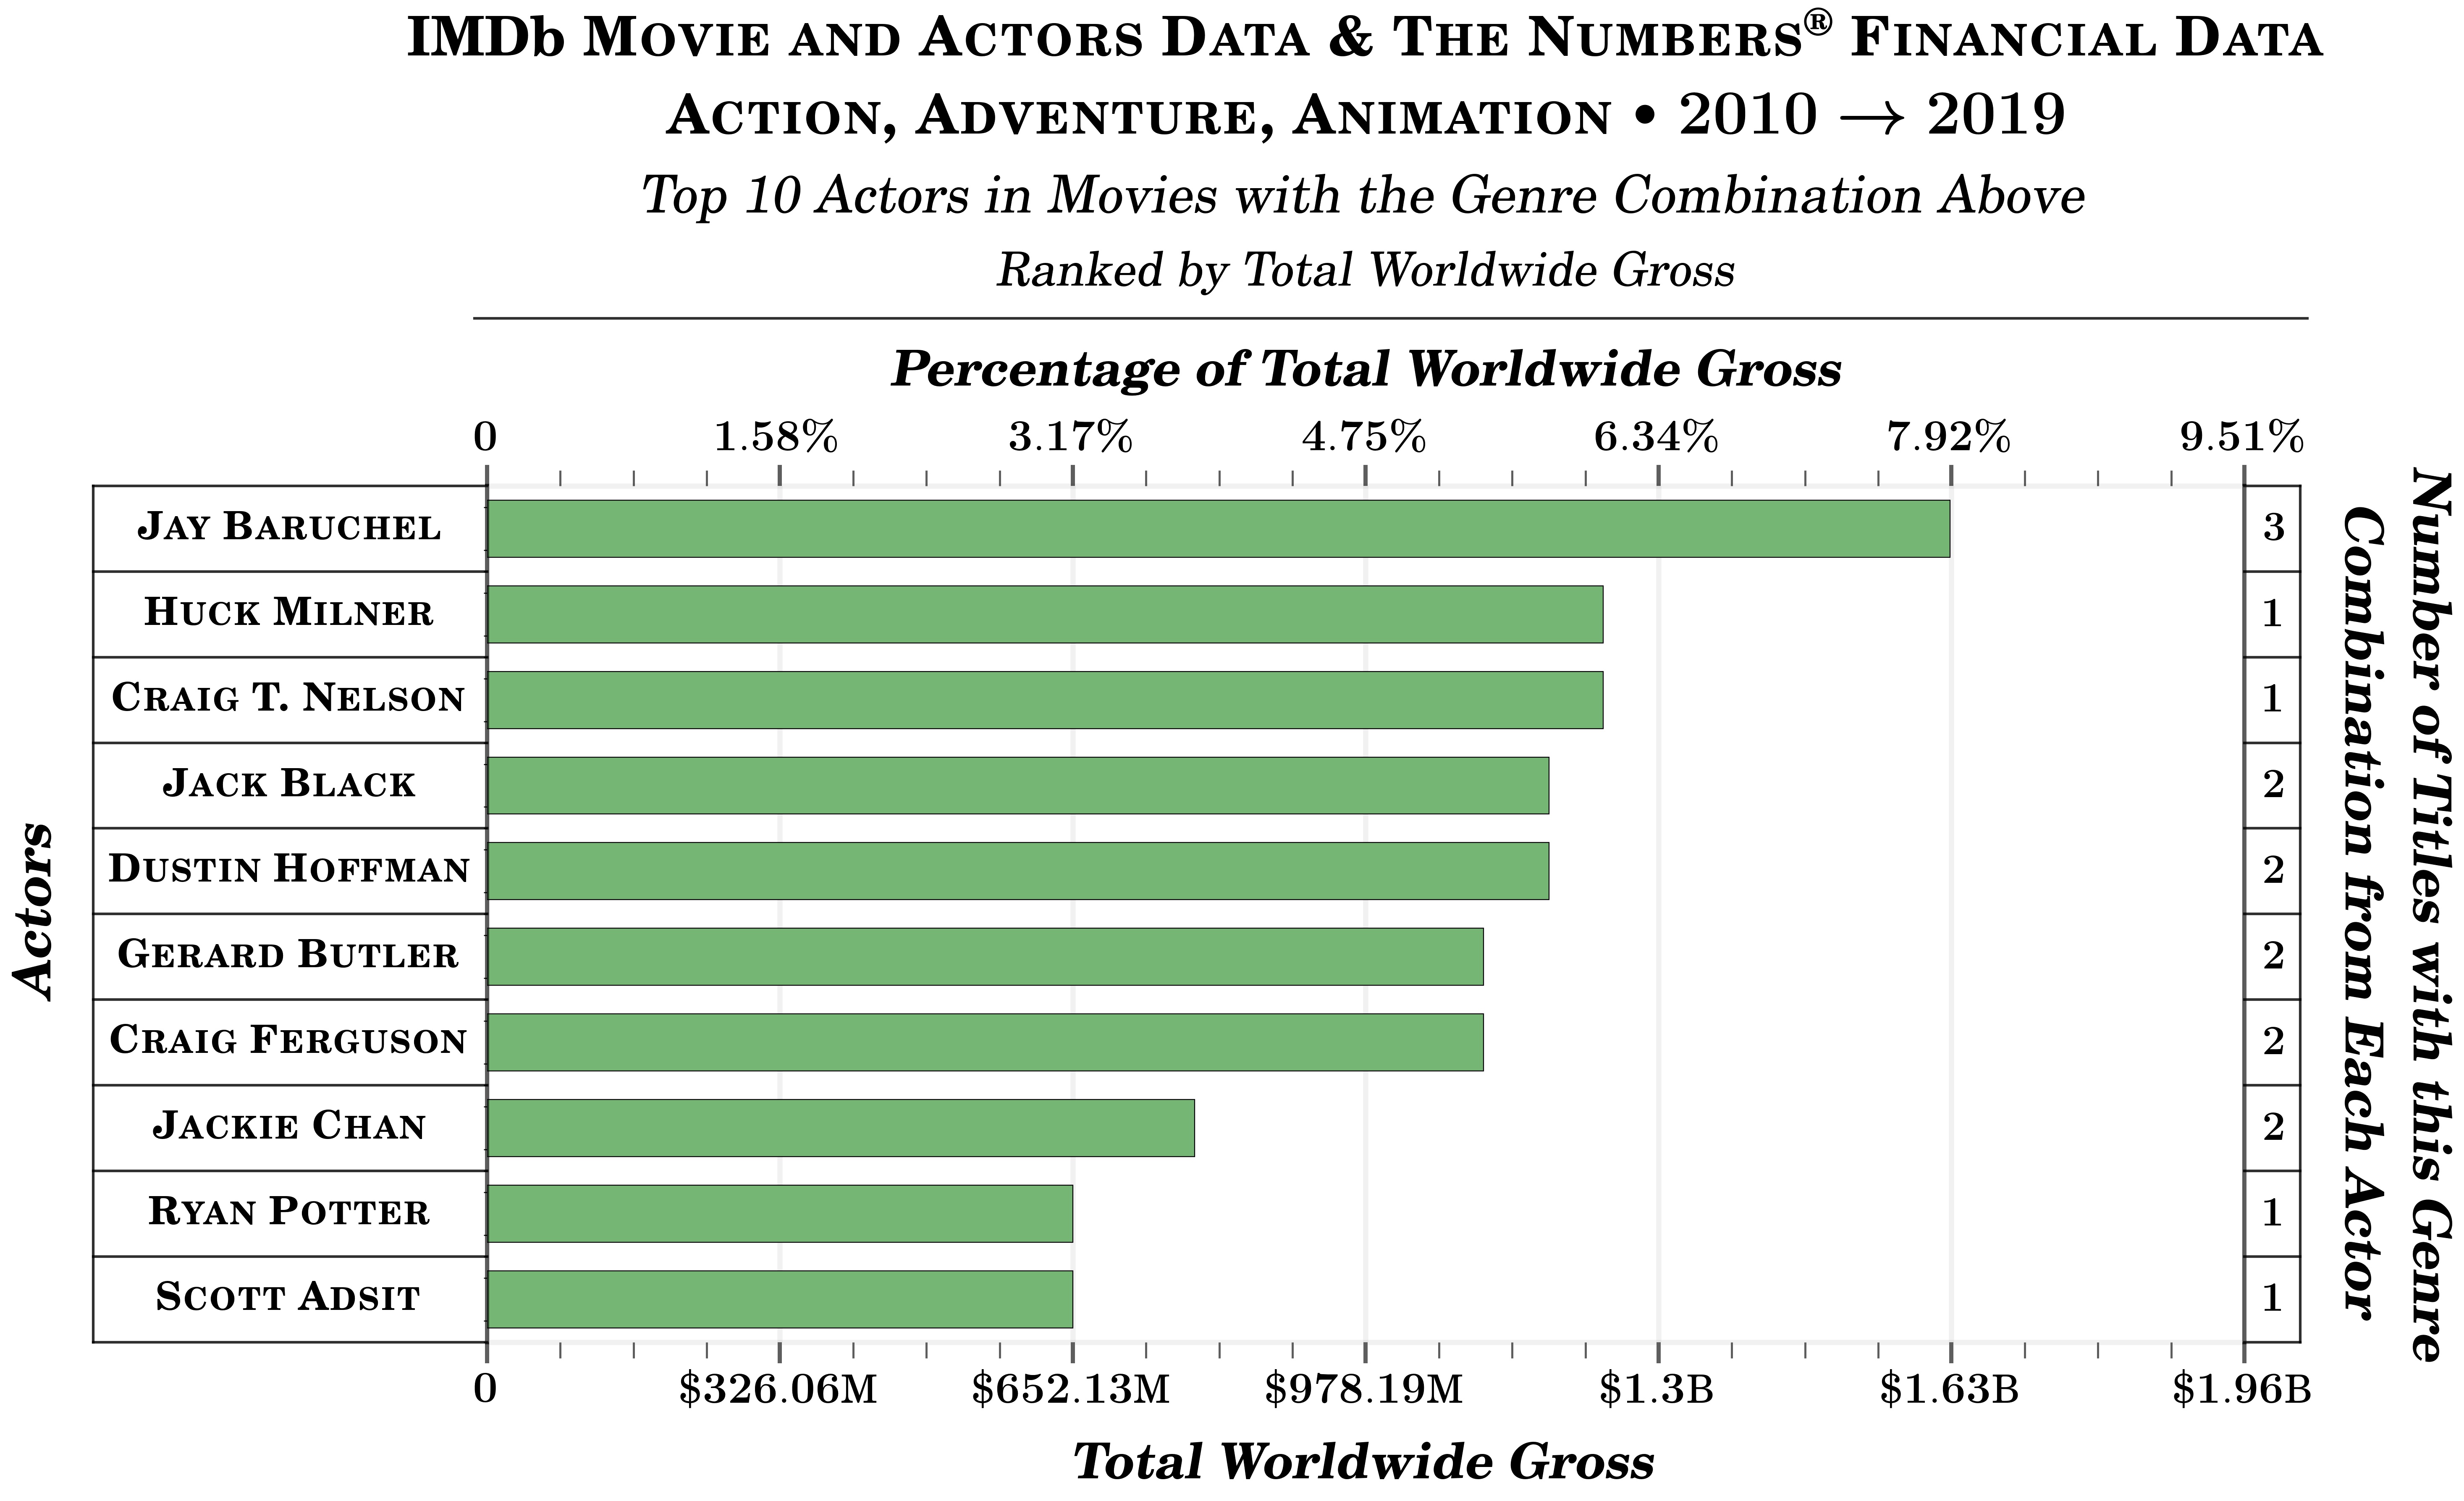 IMDb Movie and Actors Data & The Numbers® Financial Data
Action, Adventure, Animation • 2010 → 2019
Top 10 Actors in Movies with the Genre Combination Above
Ranked by Total Worldwide Gross
Percentage of Total Worldwide Gross
0 1.58% 3.17% 4.75% 6.34% 7.92% 9.51%
Actors
Jay Baruchel 3
Huck Milner 1
Craig T. Nelson 1
Jack Black 2
Dustin Hoffman 2
Gerard Butler 2
Craig Ferguson 2
Jackie Chan 2
Ryan Potter 1
Scott Adsit 1
Number of Titles with this Genre
Combination from Each Actor
0 $326.06M $652.13M $978.19M $1.3B $1.63B $1.96B
Total Worldwide Gross